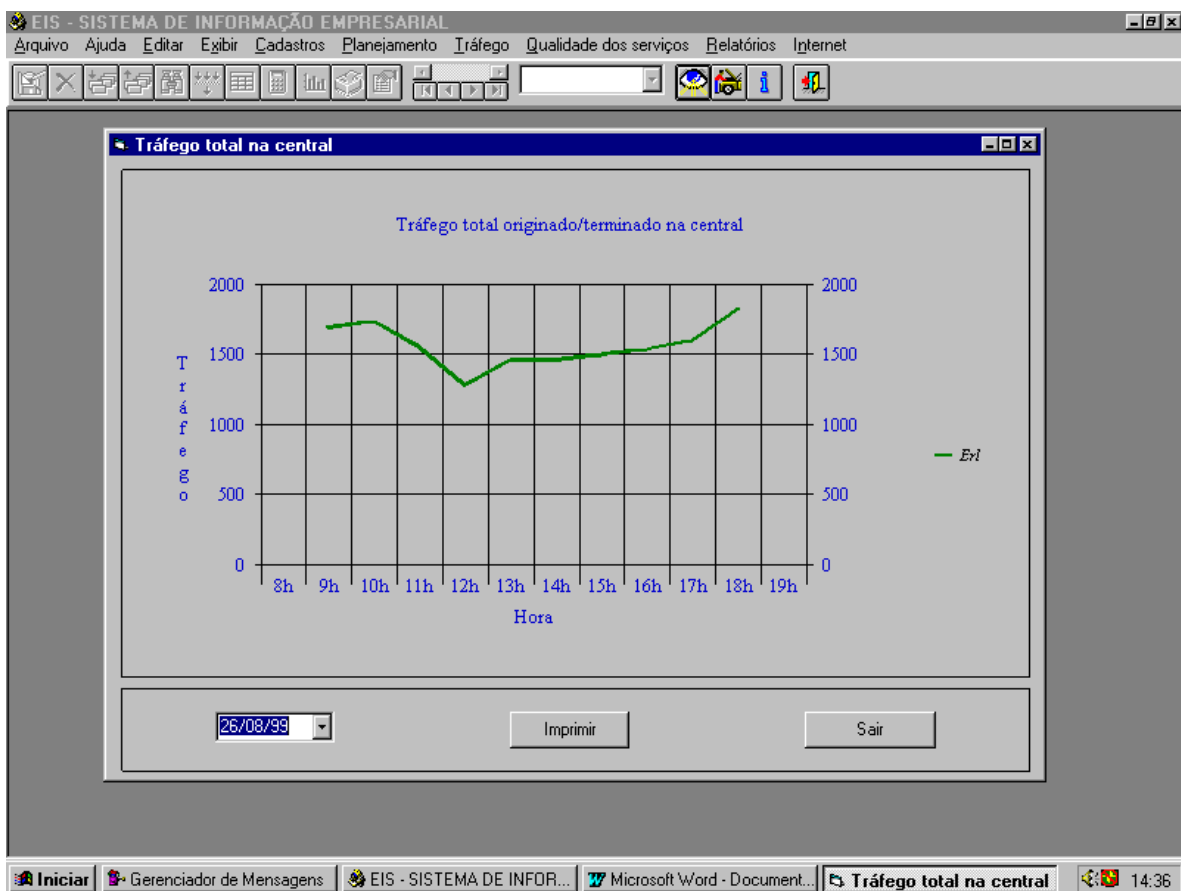 EIS - SISTEMA DE INFORMAÇÃO EMPRESARIAL
Arquivo Ajuda Editar Exibir Cadastros Planejamento Tráfego Qualidade dos serviços Relatórios Internet
Tráfego total na central
Tráfego total originado/terminado na central
2000 2000
1500 1500
Tráfego
1000 1000
Erl
500 500
0 0
8h 9h 10h 11h 12h 13h 14h 15h 16h 17h 18h 19h
Hora
26/08/99 Imprimir Sair
Iniciar Gerenciador de Mensagens EIS - SISTEMA DE INFOR... Microsoft Word - Document... Tráfego total na central 14:36